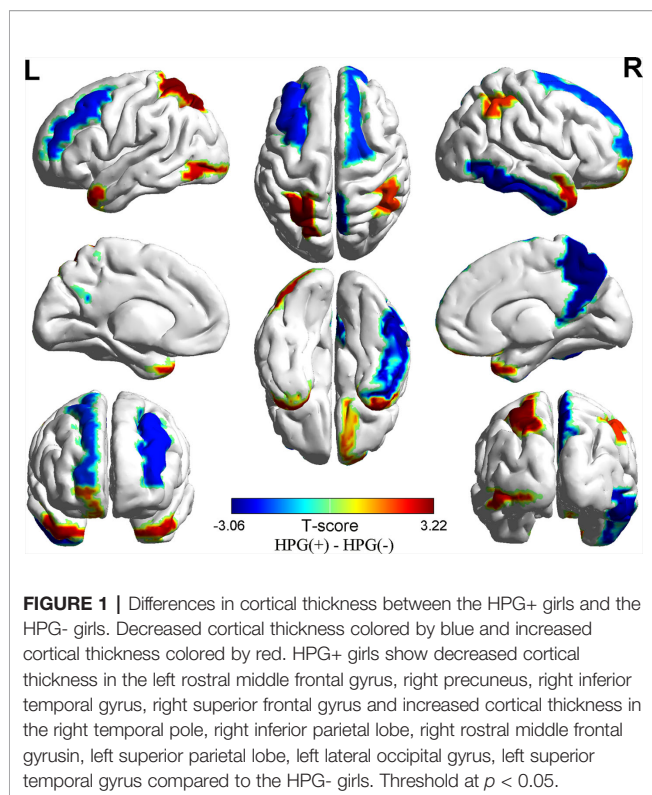 L
R
-3.06 T-score 3.22
HPG(+) - HPG(-)
FIGURE 1 | Differences in cortical thickness between the HPG+ girls and the
HPG- girls. Decreased cortical thickness colored by blue and increased
cortical thickness colored by red. HPG+ girls show decreased cortical
thickness in the left rostral middle frontal gyrus, right precuneus, right inferior
temporal gyrus, right superior frontal gyrus and increased cortical thickness in
the right temporal pole, right inferior parietal lobe, right rostral middle frontal
gyrusin, left superior parietal lobe, left lateral occipital gyrus, left superior
temporal gyrus compared to the HPG- girls. Threshold at p < 0.05.